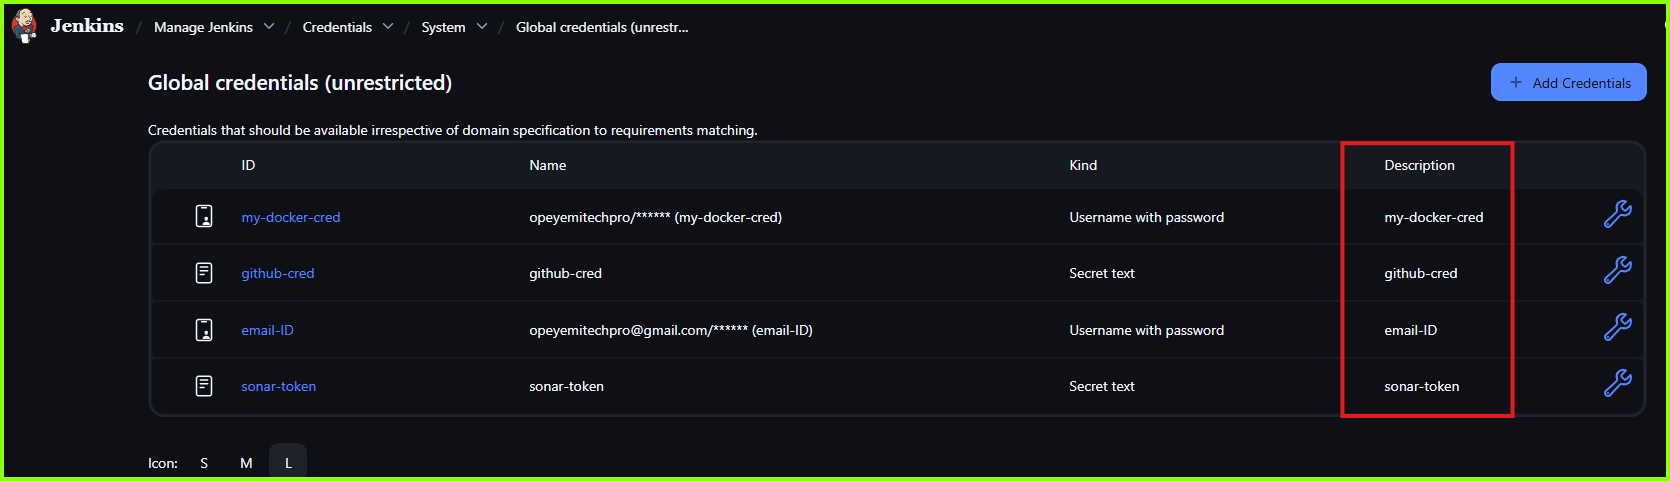 Jenkins / Manage Jenkins / Credentials / System / Global credentials (unrestr...
Global credentials (unrestricted)
+ Add Credentials
Credentials that should be available irrespective of domain specification to requirements matching.
ID Name Kind Description
my-docker-cred opeyemitechpro/****** (my-docker-cred) Username with password my-docker-cred
github-cred github-cred Secret text github-cred
email-ID opeyemitechpro@gmail.com/****** (email-ID) Username with password email-ID
sonar-token sonar-token Secret text sonar-token
Icon: S M L